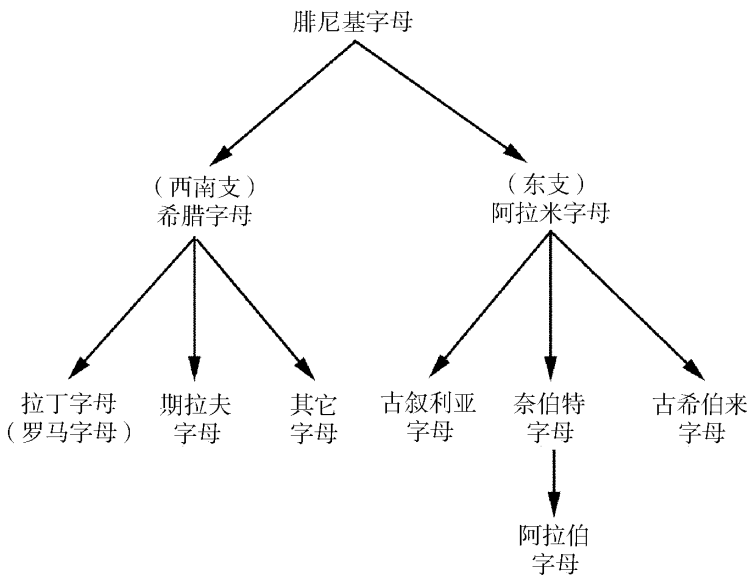 腓尼基字母
（西南支）
希腊字母
（东支）
阿拉米字母
拉丁字母
（罗马字母）
期拉夫
字母
其它
字母
古叙利亚
字母
奈伯特
字母
古希伯来
字母
阿拉伯
字母